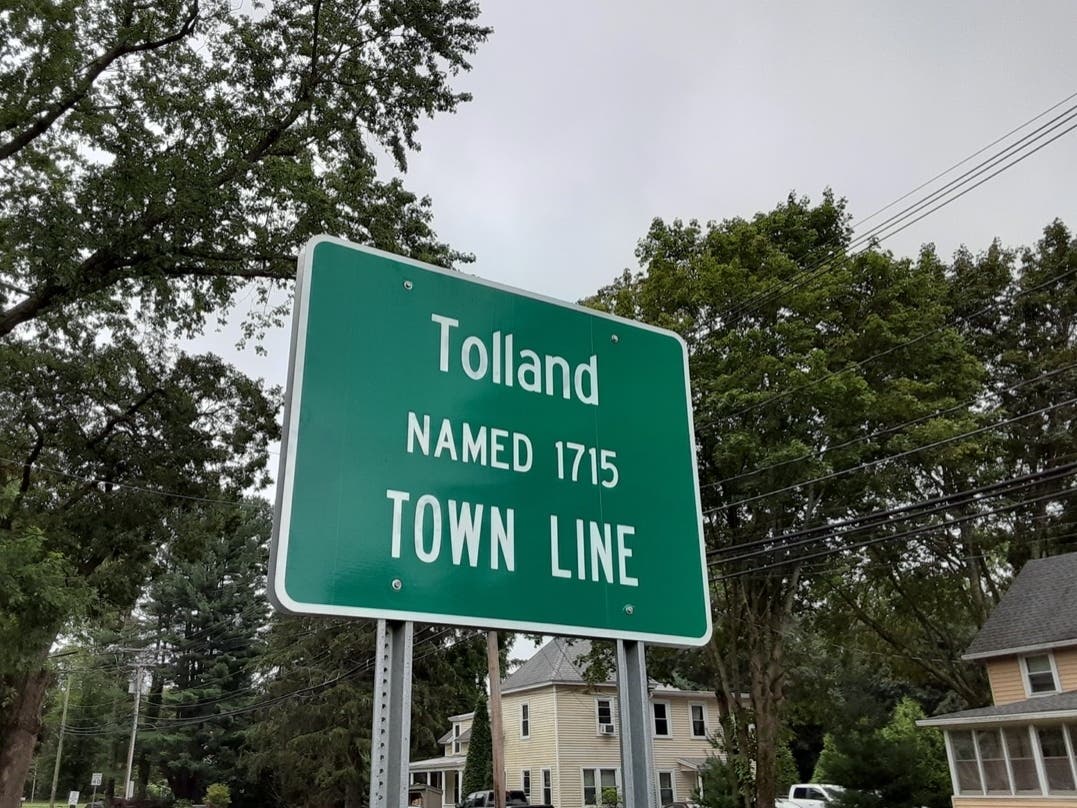 Tolland
NAMED 1715
TOWN LINE